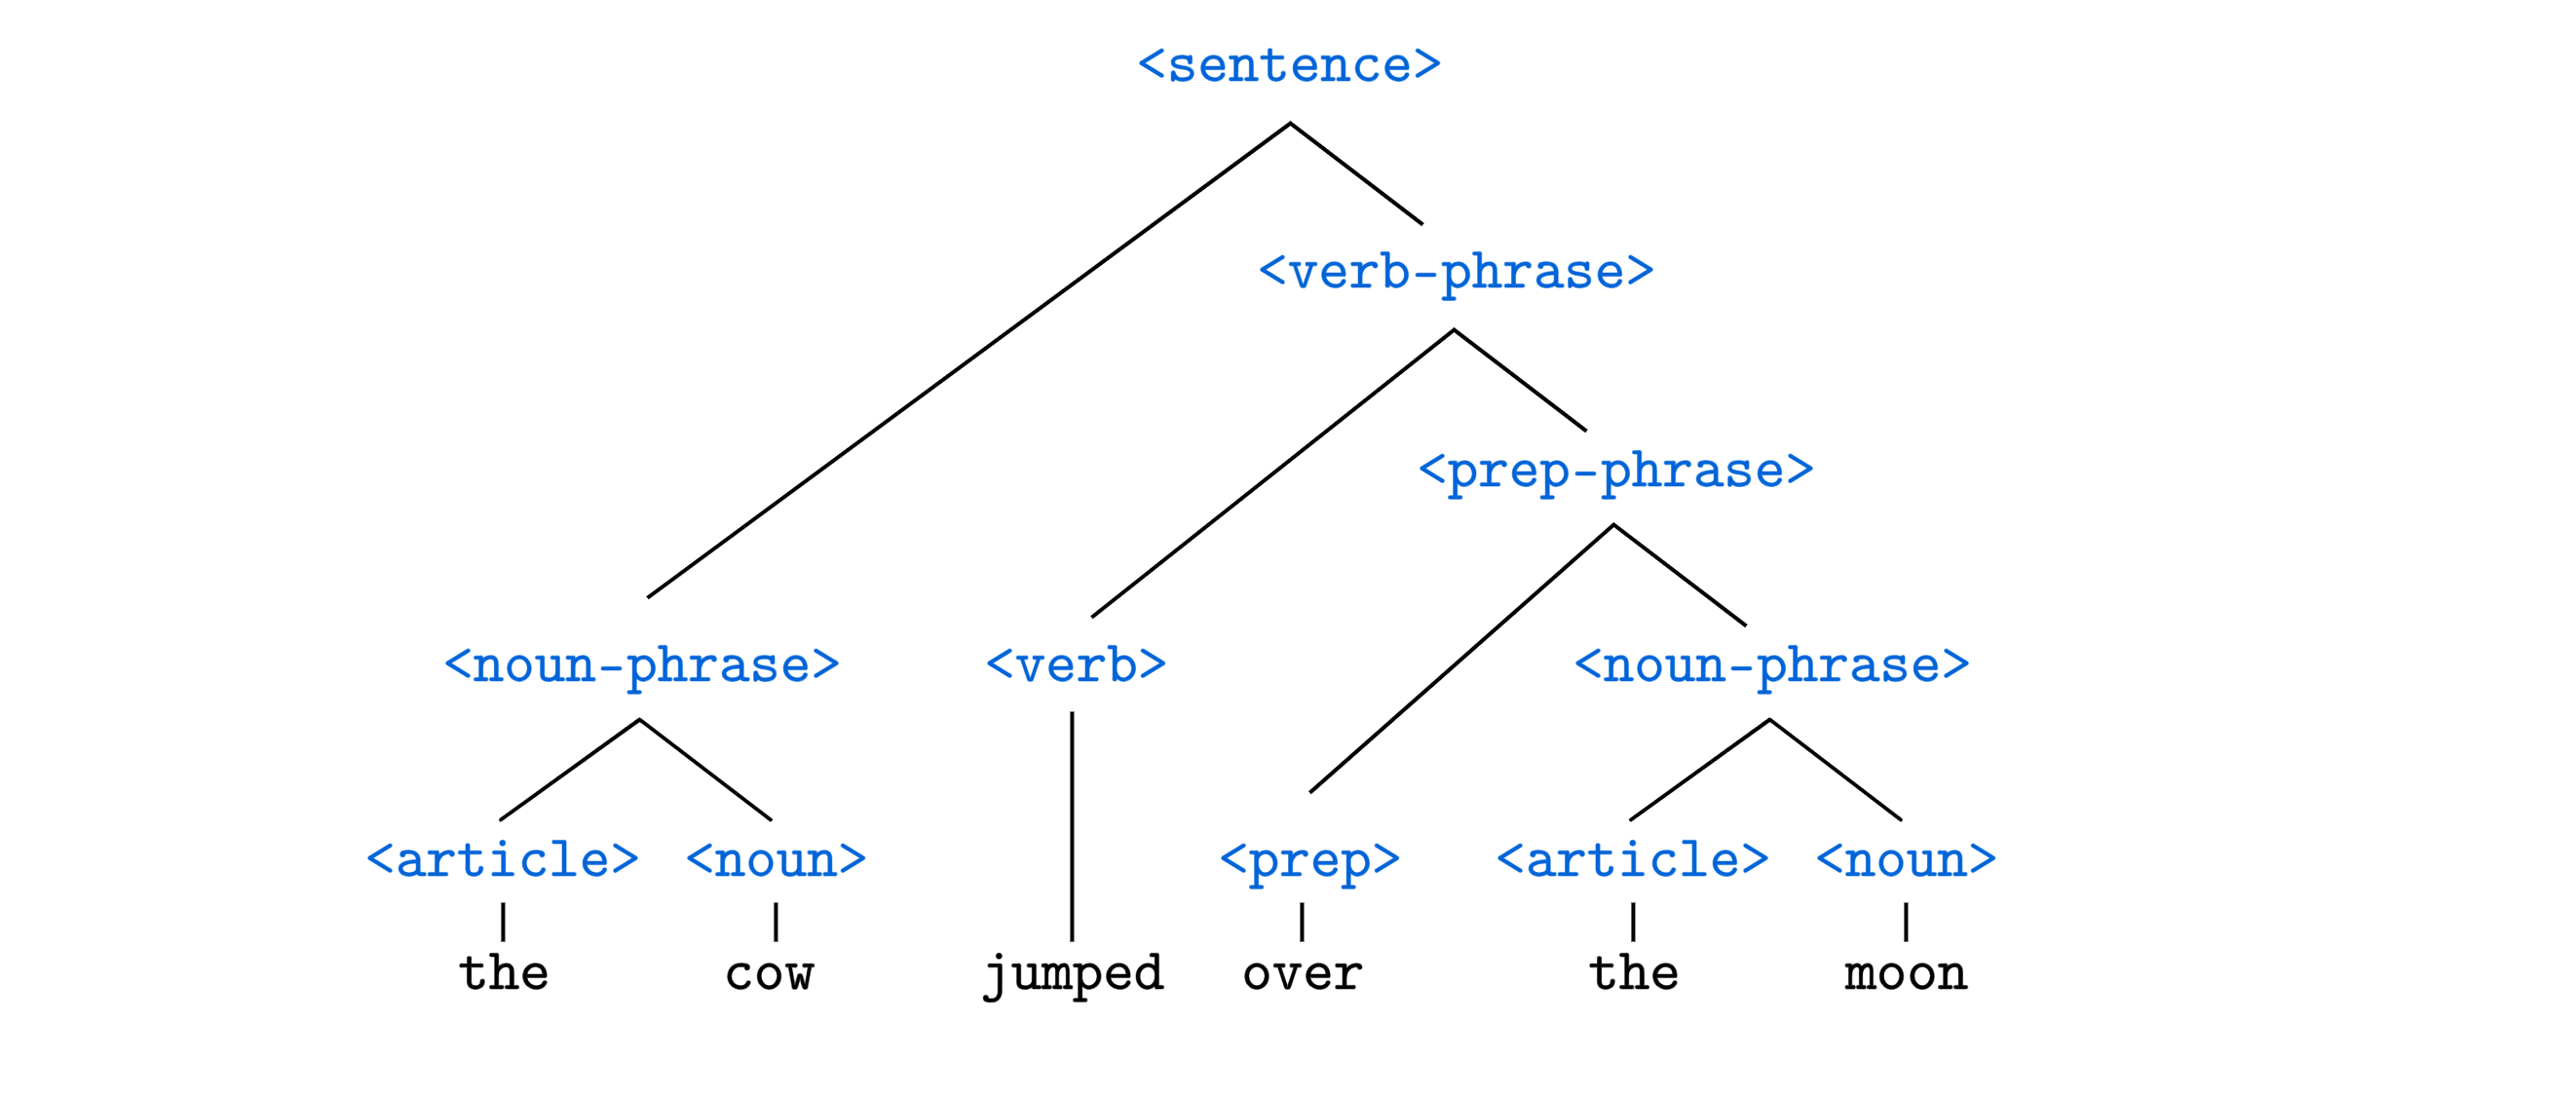 <sentence>
<verb-phrase>
<prep-phrase>
<noun-phrase> <verb> <noun-phrase>
<article> <noun> <prep> <article> <noun>
the cow jumped over the moon